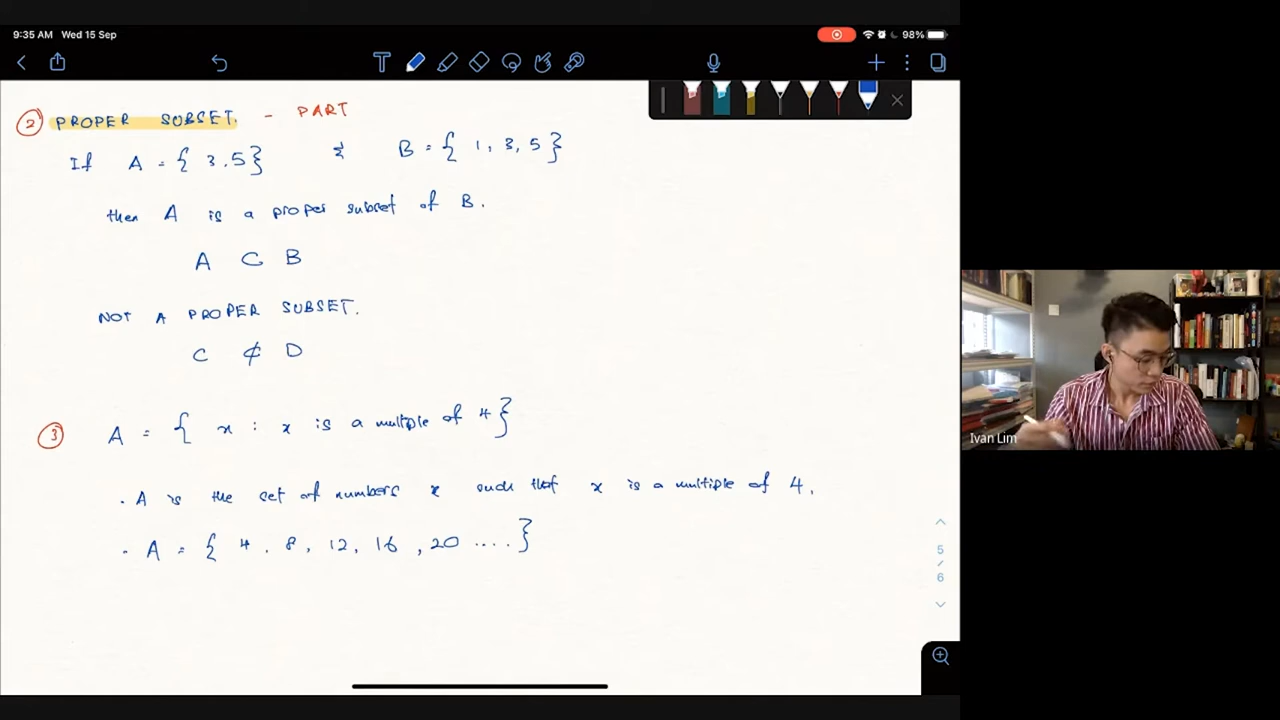 9:35 AM Wed 15 Sep
98%
② PROPER SUBSET. - PART
If A = { 3, 5 } & B = { 1, 3, 5 }
then A is a proper subset of B.
A ⊂ B
NOT A PROPER SUBSET.
C ⊄ D
③ A = { x : x is a multiple of 4 }
· A is the set of numbers x such that x is a multiple of 4.
· A = { 4, 8, 12, 16, 20 .... }
5
/
6
Ivan Lim